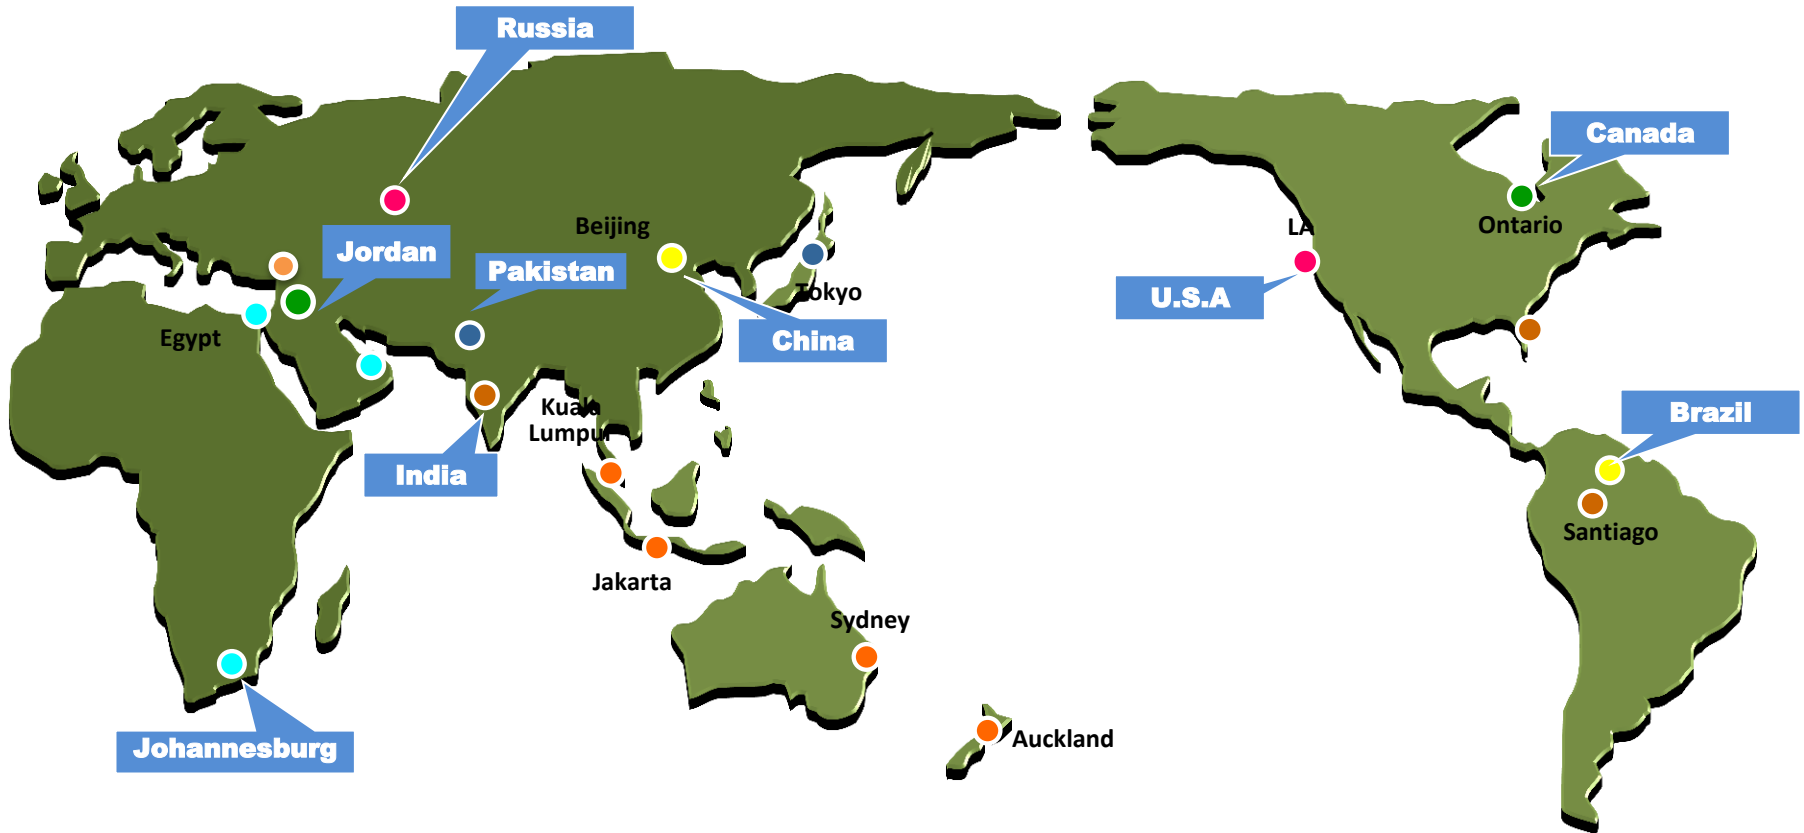 Russia
Canada
Beijing
Ontario
LA
Jordan
Pakistan
Tokyo
U.S.A
Egypt
China
Kuala
Lumpur
Brazil
India
Santiago
Jakarta
Sydney
Auckland
Johannesburg